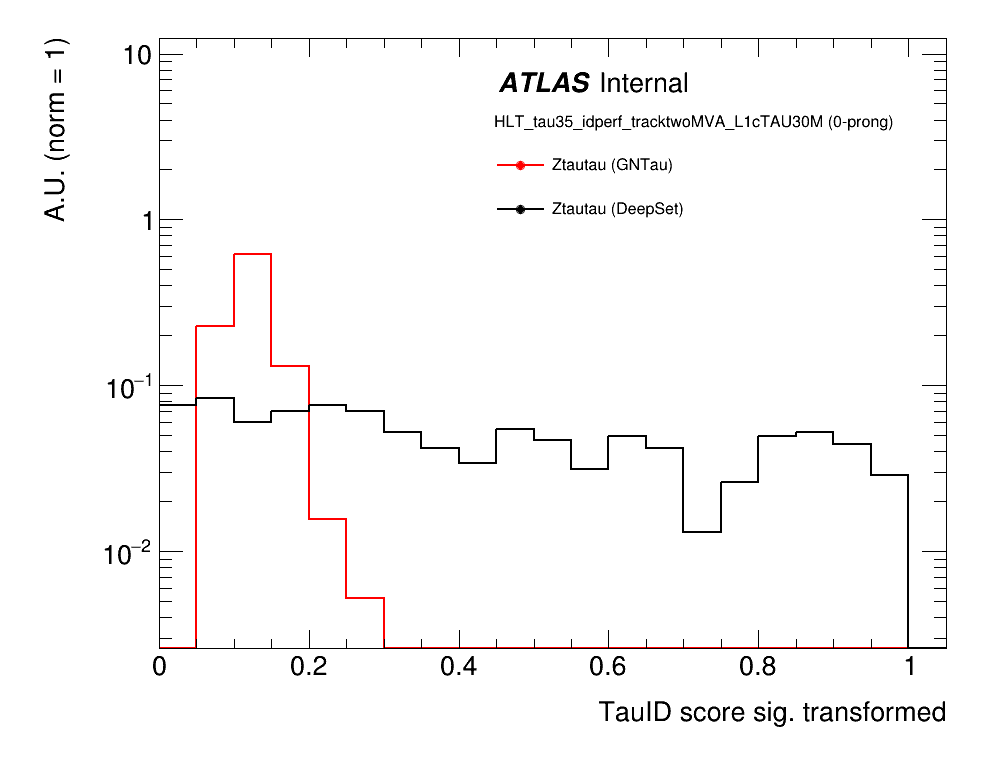 A.U. (norm = 1)
10
1
10⁻¹
10⁻²
ATLAS Internal
HLT_tau35_idperf_tracktwoMVA_L1cTAU30M (0-prong)
Ztautau (GNTau)
Ztautau (DeepSet)
0 0.2 0.4 0.6 0.8 1
TauID score sig. transformed